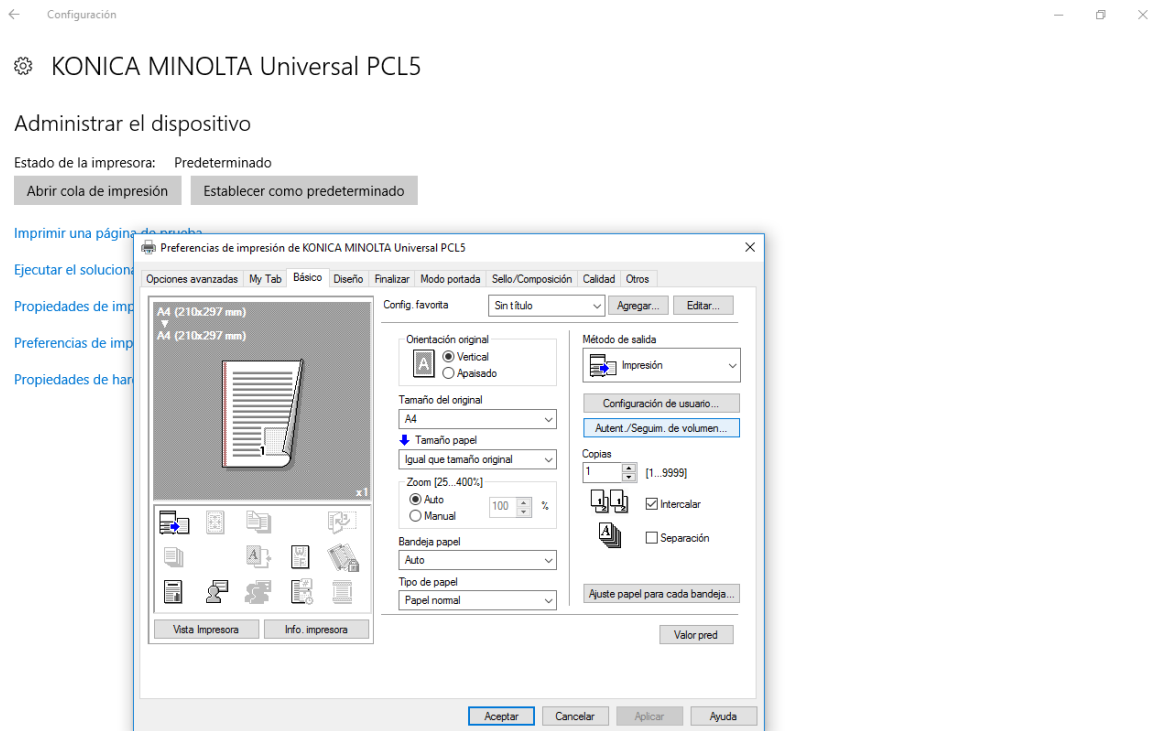 Configuración
KONICA MINOLTA Universal PCL5
Administrar el dispositivo
Estado de la impresora: Predeterminado
Abrir cola de impresión
Establecer como predeterminado
Imprimir una página de prueba
Ejecutar el soluciona
Propiedades de imp
Preferencias de imp
Propiedades de har
Preferencias de impresión de KONICA MINOLTA Universal PCL5
Opciones avanzadas My Tab Básico Diseño Finalizar Modo portada Sello/Composición Calidad Otros
A4 (210x297 mm)
A4 (210x297 mm)
1
x1
Vista Impresora
Info. impresora
Config. favorita
Sin título
Agregar...
Editar...
Orientación original
A
Vertical
Apaisado
Tamaño del original
A4
Tamaño papel
Igual que tamaño original
Zoom [25...400%]
Auto
Manual
100 %
Bandeja papel
Auto
Tipo de papel
Papel normal
Método de salida
Impresión
Configuración de usuario...
Autent./Seguim. de volumen...
Copias
1 [1...9999]
Intercalar
Separación
Ajuste papel para cada bandeja...
Valor pred
Aceptar
Cancelar
Aplicar
Ayuda